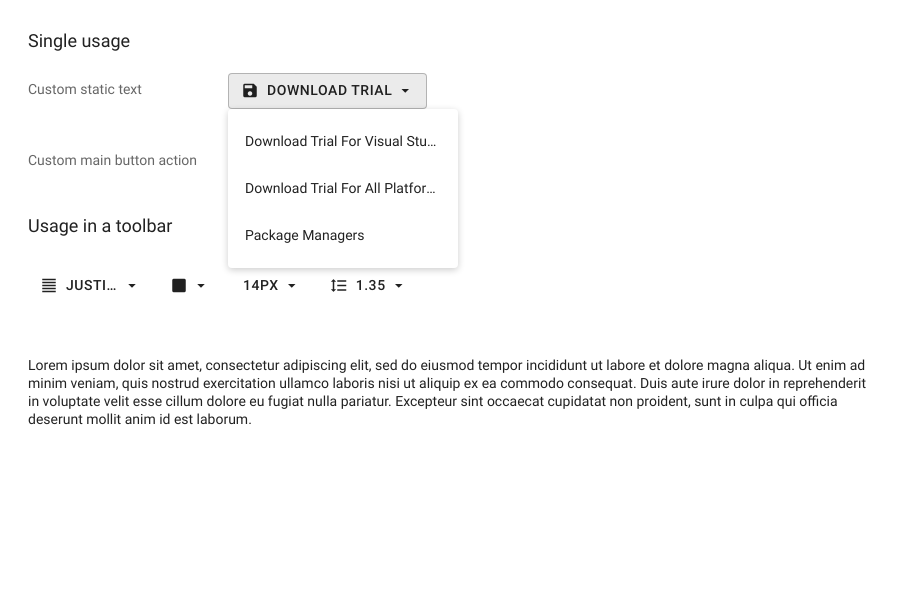 Single usage
Custom static text
DOWNLOAD TRIAL
Download Trial For Visual Stu...
Download Trial For All Platfor...
Package Managers
Custom main button action
Usage in a toolbar
JUSTI... 14PX 1.35
Lorem ipsum dolor sit amet, consectetur adipiscing elit, sed do eiusmod tempor incididunt ut labore et dolore magna aliqua. Ut enim ad
minim veniam, quis nostrud exercitation ullamco laboris nisi ut aliquip ex ea commodo consequat. Duis aute irure dolor in reprehenderit
in voluptate velit esse cillum dolore eu fugiat nulla pariatur. Excepteur sint occaecat cupidatat non proident, sunt in culpa qui officia
deserunt mollit anim id est laborum.